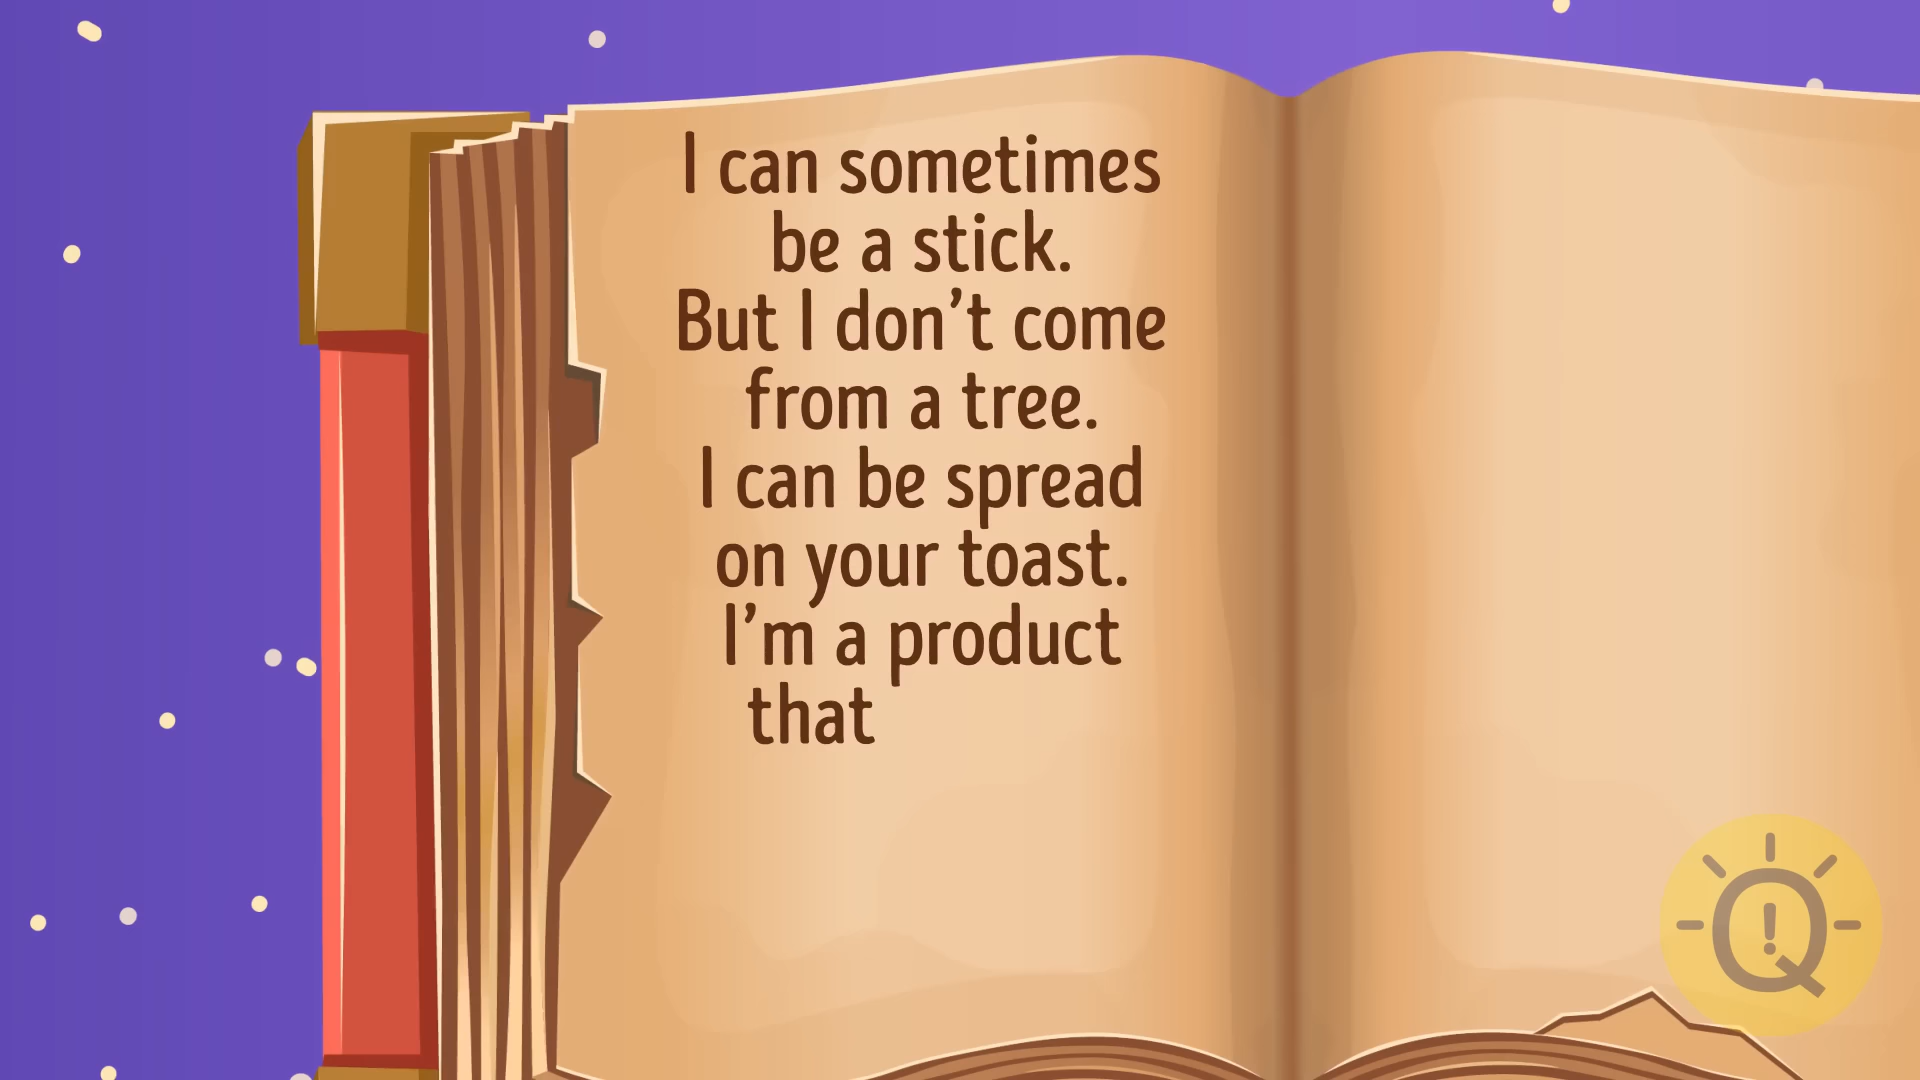 I can sometimes
be a stick.
But I don’t come
from a tree.
I can be spread
on your toast.
I’m a product
that